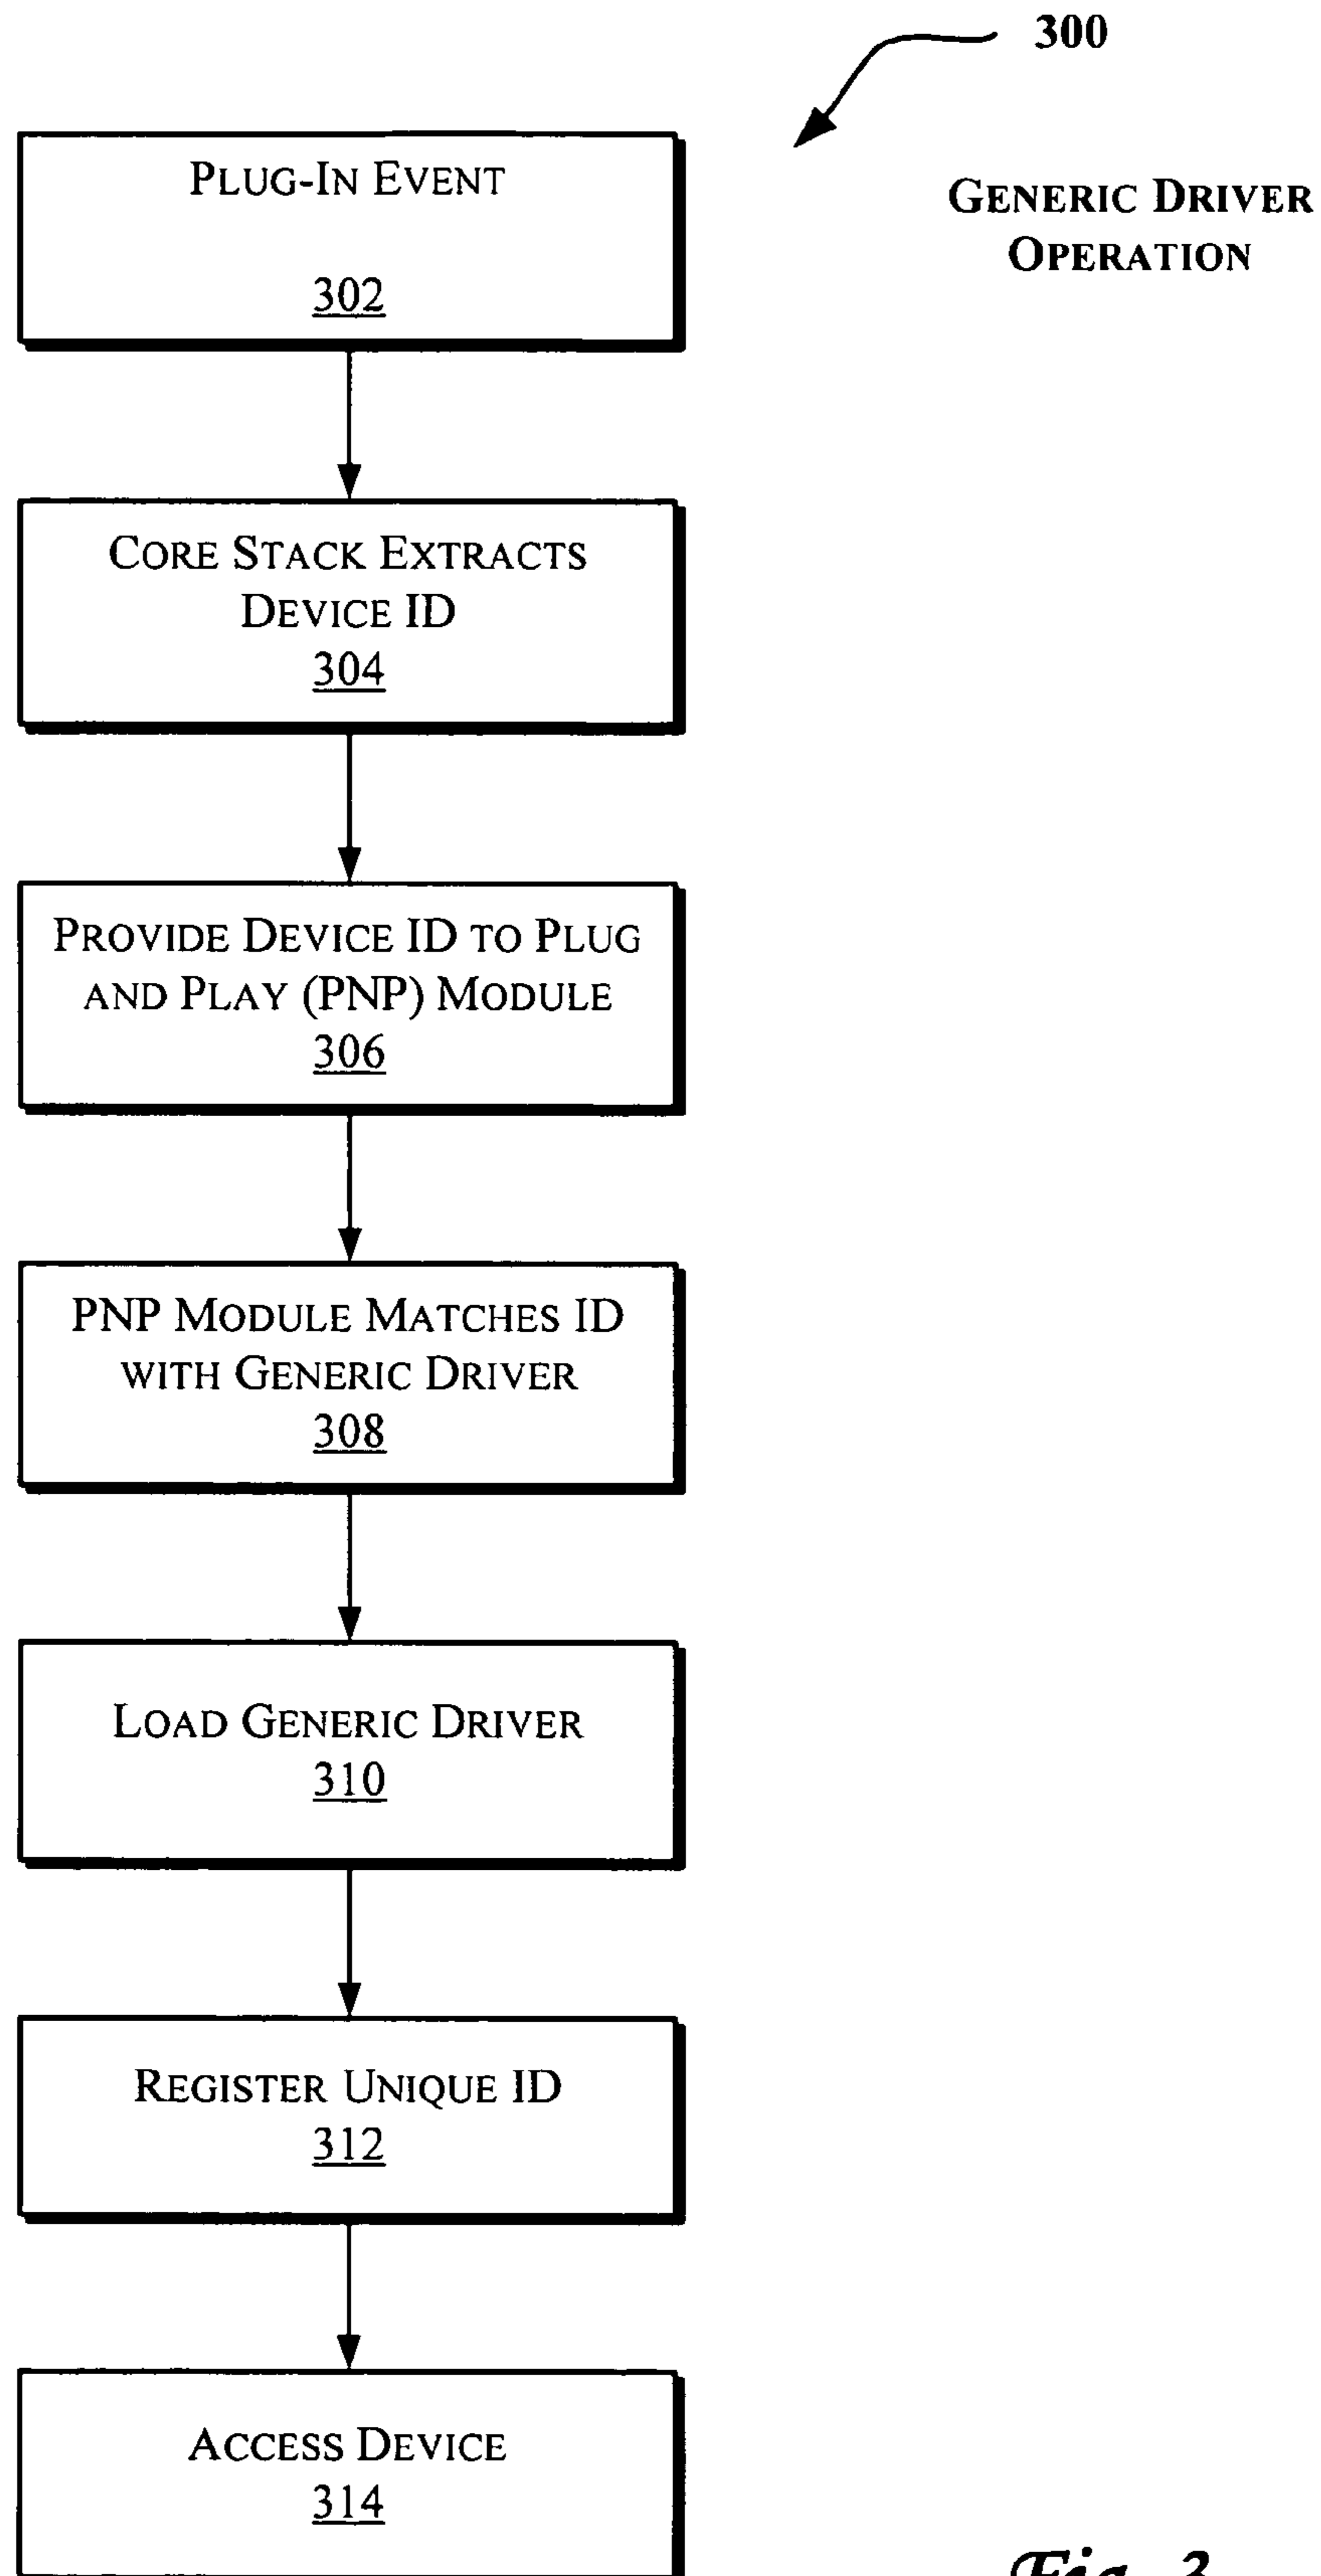 300
GENERIC DRIVER
OPERATION
PLUG-IN EVENT
302
CORE STACK EXTRACTS
DEVICE ID
304
PROVIDE DEVICE ID TO PLUG
AND PLAY (PNP) MODULE
306
PNP MODULE MATCHES ID
WITH GENERIC DRIVER
308
LOAD GENERIC DRIVER
310
REGISTER UNIQUE ID
312
ACCESS DEVICE
314
Fig. 3